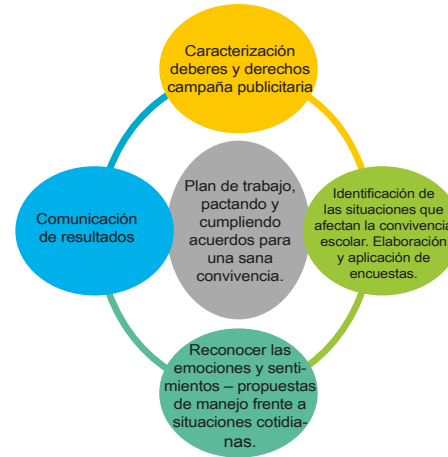 Caracterización
deberes y derechos
campaña publicitaria
Plan de trabajo,
pactando y
cumpliendo
acuerdos para
una sana
convivencia.
Identificación de
las situaciones que
afectan la convivencia
escolar. Elaboración
y aplicación de
encuestas.
Comunicación
de resultados
Reconocer las
emociones y senti-
mientos – propuestas
de manejo frente a
situaciones cotidia-
nas.